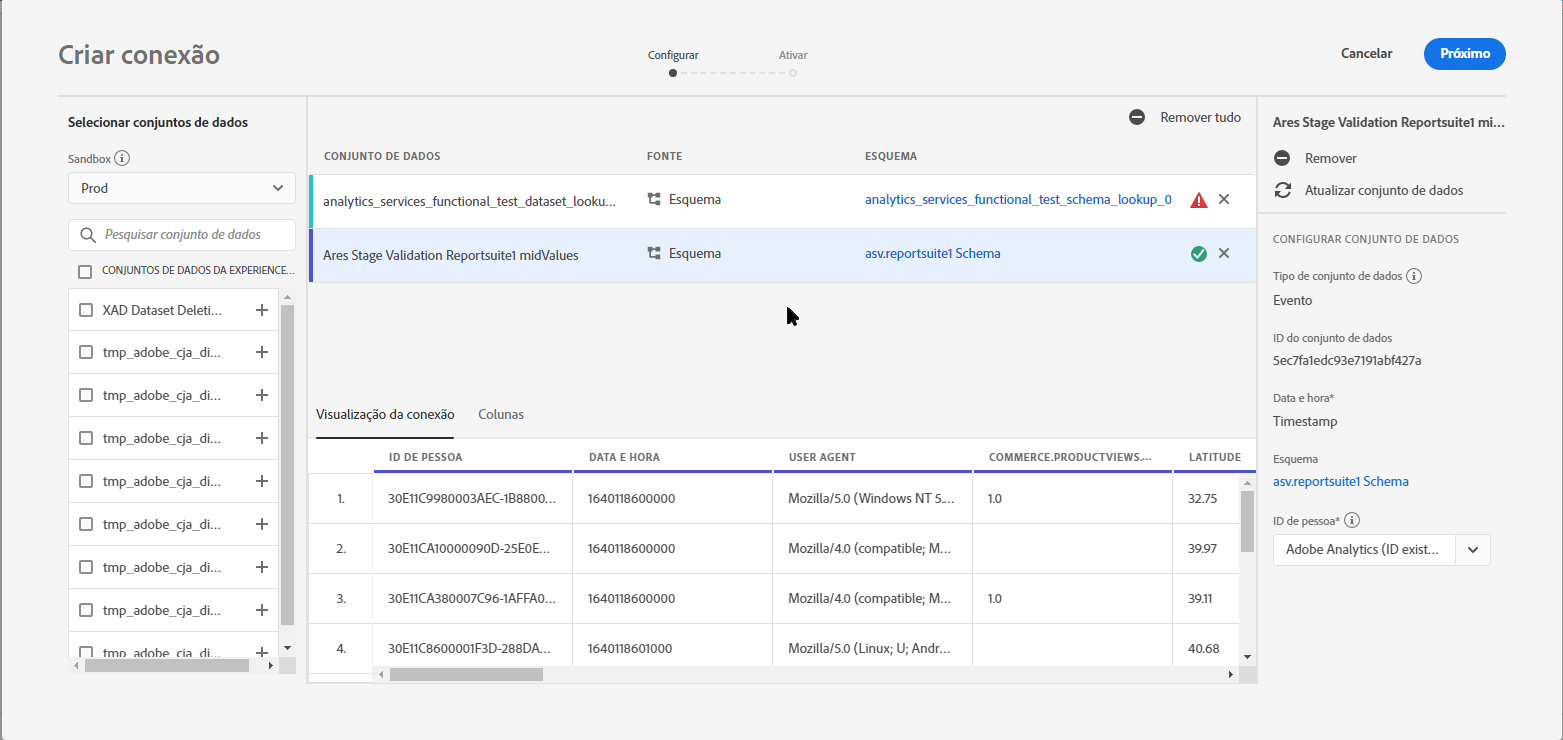 Criar conexão
Configurar
Ativar
Cancelar
Próximo
Selecionar conjuntos de dados
Sandbox
Prod
Pesquisar conjunto de dados
CONJUNTOS DE DADOS DA EXPERIENCE...
XAD Dataset Deleti...
tmp_adobe_cja_di...
tmp_adobe_cja_di...
tmp_adobe_cja_di...
tmp_adobe_cja_di...
tmp_adobe_cja_di...
tmp_adobe_cja_di...
tmp_adobe_cja_di...
tmp_adobe_cja_di...
Remover tudo
CONJUNTO DE DADOS FONTE ESQUEMA
analytics_services_functional_test_dataset_looku... Esquema analytics_services_functional_test_schema_lookup_0
Ares Stage Validation Reportsuite1 midValues Esquema asv.reportsuite1 Schema
Visualização da conexão Colunas
ID DE PESSOA DATA E HORA USER AGENT COMMERCE.PRODUCTVIEWS.... LATITUDE
1. 30E11C9980003AEC-1B8800... 1640118600000 Mozilla/5.0 (Windows NT 5.... 1.0 32.75
2. 30E11CA10000090D-25E0E... 1640118600000 Mozilla/4.0 (compatible; M... 39.97
3. 30E11CA380007C96-1AFFA0... 1640118600000 Mozilla/4.0 (compatible; M... 1.0 39.11
4. 30E11C8600001F3D-288DA... 1640118601000 Mozilla/5.0 (Linux; U; Andr... 40.68
Ares Stage Validation Reportsuite1 mi...
Remover
Atualizar conjunto de dados
CONFIGURAR CONJUNTO DE DADOS
Tipo de conjunto de dados
Evento
ID do conjunto de dados
5ec7fa1edc93e7191abf427a
Data e hora*
Timestamp
Esquema
asv.reportsuite1 Schema
ID de pessoa*
Adobe Analytics (ID exist...